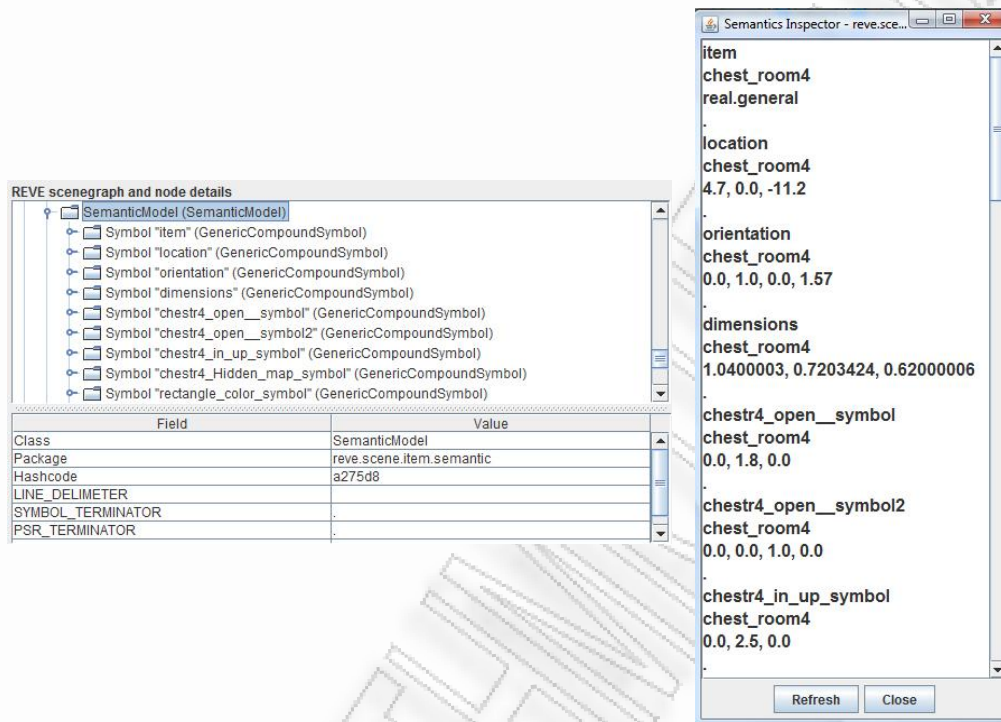 REVE scenegraph and node details
SemanticModel (SemanticModel)
Symbol "item" (GenericCompoundSymbol)
Symbol "location" (GenericCompoundSymbol)
Symbol "orientation" (GenericCompoundSymbol)
Symbol "dimensions" (GenericCompoundSymbol)
Symbol "chestr4_open__symbol" (GenericCompoundSymbol)
Symbol "chestr4_open__symbol2" (GenericCompoundSymbol)
Symbol "chestr4_in_up_symbol" (GenericCompoundSymbol)
Symbol "chestr4_Hidden_map_symbol" (GenericCompoundSymbol)
Symbol "rectangle_color_symbol" (GenericCompoundSymbol)
Field Value
Class SemanticModel
Package reve.scene.item.semantic
Hashcode a275d8
LINE_DELIMETER
SYMBOL_TERMINATOR .
PSR_TERMINATOR .
Semantics Inspector - reve.sce...
item
chest_room4
real.general
.
location
chest_room4
4.7, 0.0, -11.2
.
orientation
chest_room4
0.0, 1.0, 0.0, 1.57
.
dimensions
chest_room4
1.0400003, 0.7203424, 0.62000006
.
chestr4_open__symbol
chest_room4
0.0, 1.8, 0.0
.
chestr4_open__symbol2
chest_room4
0.0, 0.0, 1.0, 0.0
.
chestr4_in_up_symbol
chest_room4
0.0, 2.5, 0.0
.
Refresh Close